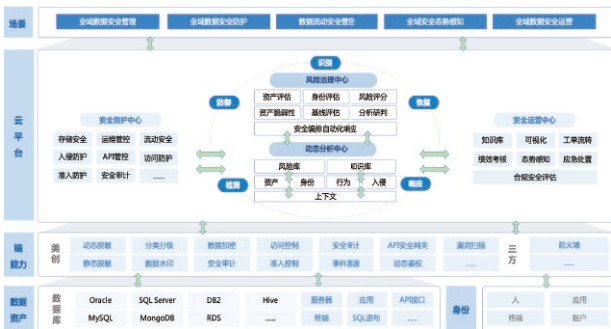 场景
全域数据安全管理 全域数据安全防护 数据流动安全管控 全域安全态势感知 全域数据安全运营
云平台
识别
防御
恢复
检测
响应
安全防护中心
存储安全 运维管控 流动安全
入侵防护 API管控 访问防护
准入防护 安全审计 ......
风险治理中心
资产评估 身份评估 风险评分
资产脆弱性 基线评估 分析研判
安全编排自动化响应
动态分析中心
风险库 知识库
资产 身份 行为 入侵
上下文
安全运营中心
知识库 可视化 工单流转
绩效考核 态势感知 应急处置
合规安全评估
端能力
美创
动态脱敏 分类分级 数据加密 访问控制 安全审计 API安全网关 漏洞扫描
静态脱敏 数据水印 安全审计 准入控制 事件溯源 动态鉴权 ......
三方
防火墙
......
数据资产
数据库
Oracle SQL Server DB2 Hive 服务器 应用 API接口
MySQL MongoDB RDS ...... 终端 SQL语句 ......
身份
人 应用
终端 账户